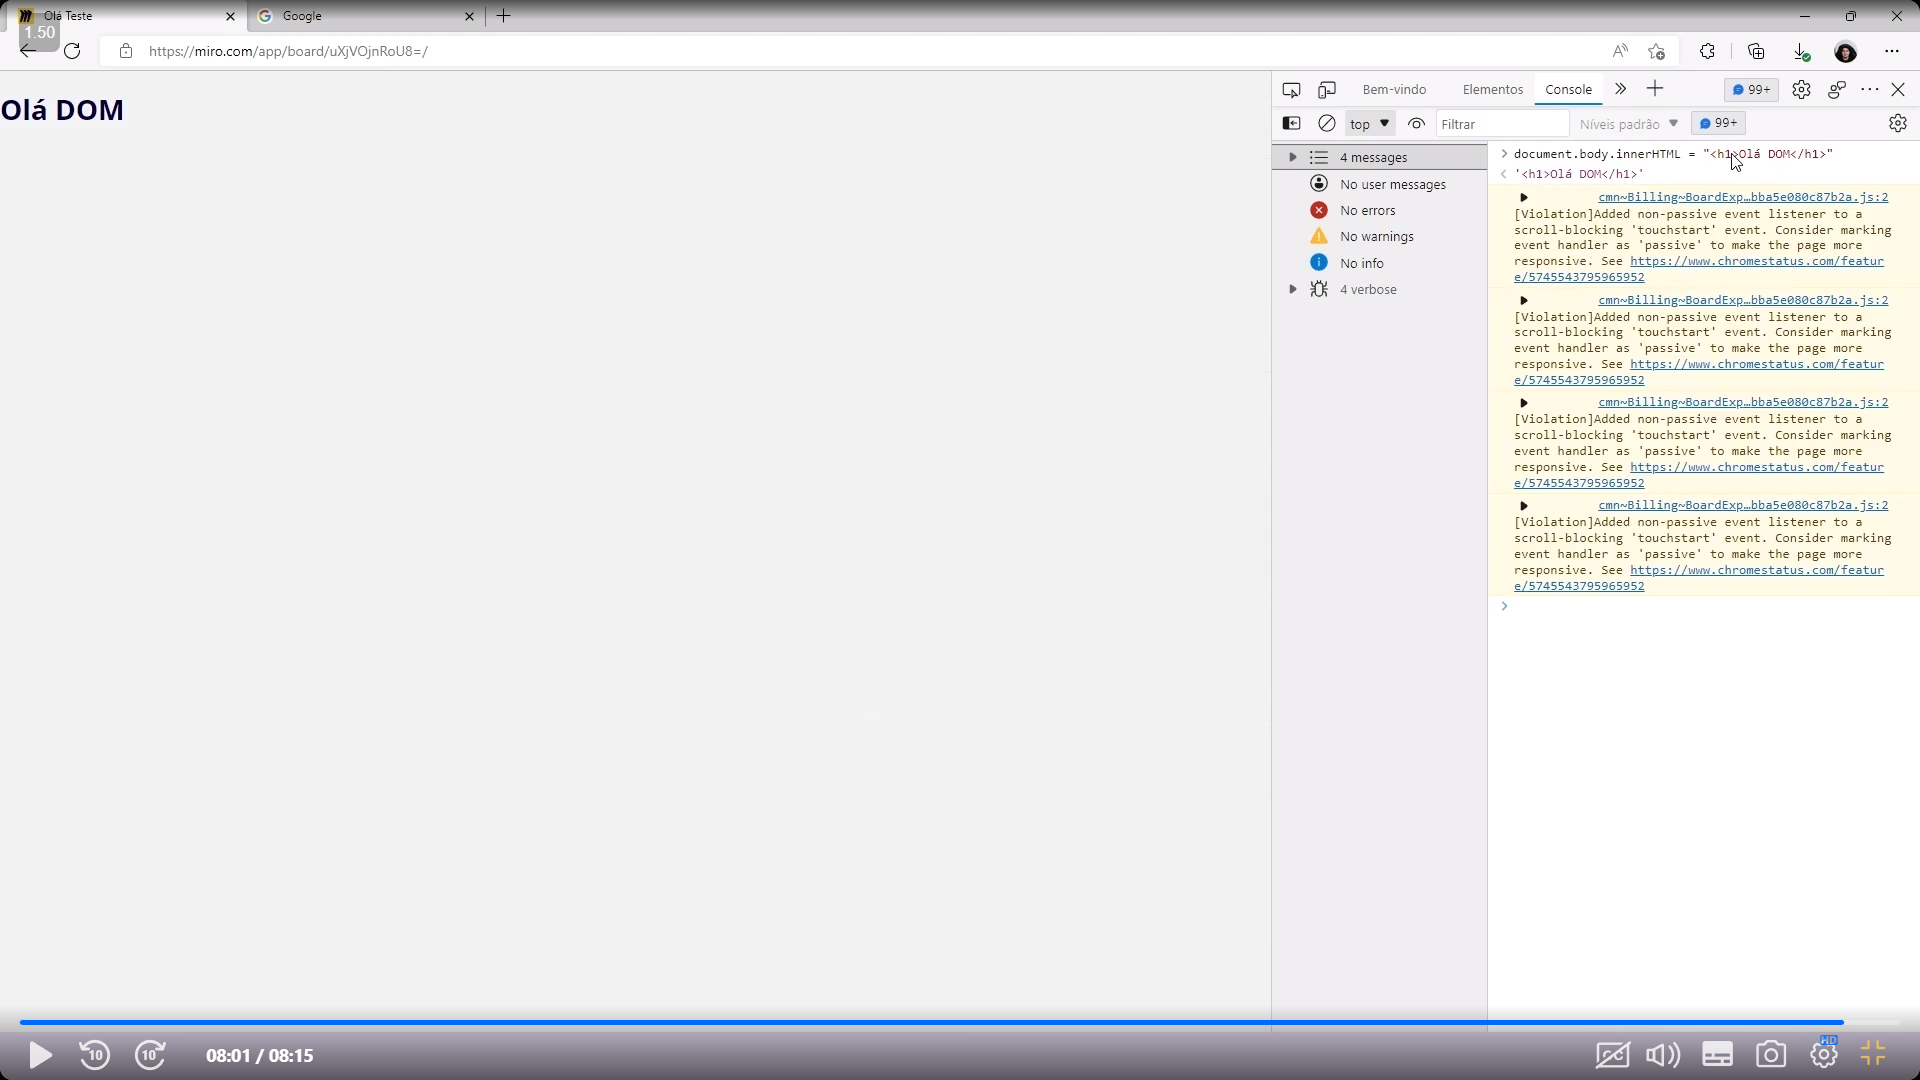 Olá Teste
Google
1.50
https://miro.com/app/board/uXjVOjnRoU8=/
Olá DOM
Bem-vindo
Elementos
Console
99+
top
Filtrar
Níveis padrão
99+
4 messages
No user messages
No errors
No warnings
No info
4 verbose
document.body.innerHTML = "<h1>Olá DOM</h1>"
'<h1>Olá DOM</h1>'
cmn~Billing~BoardExp…bba5e080c87b2a.js:2
[Violation]Added non-passive event listener to a
scroll-blocking 'touchstart' event. Consider marking
event handler as 'passive' to make the page more
responsive. See https://www.chromestatus.com/featur
e/5745543795965952
cmn~Billing~BoardExp…bba5e080c87b2a.js:2
[Violation]Added non-passive event listener to a
scroll-blocking 'touchstart' event. Consider marking
event handler as 'passive' to make the page more
responsive. See https://www.chromestatus.com/featur
e/5745543795965952
cmn~Billing~BoardExp…bba5e080c87b2a.js:2
[Violation]Added non-passive event listener to a
scroll-blocking 'touchstart' event. Consider marking
event handler as 'passive' to make the page more
responsive. See https://www.chromestatus.com/featur
e/5745543795965952
cmn~Billing~BoardExp…bba5e080c87b2a.js:2
[Violation]Added non-passive event listener to a
scroll-blocking 'touchstart' event. Consider marking
event handler as 'passive' to make the page more
responsive. See https://www.chromestatus.com/featur
e/5745543795965952
10
10
08:01 / 08:15
HD